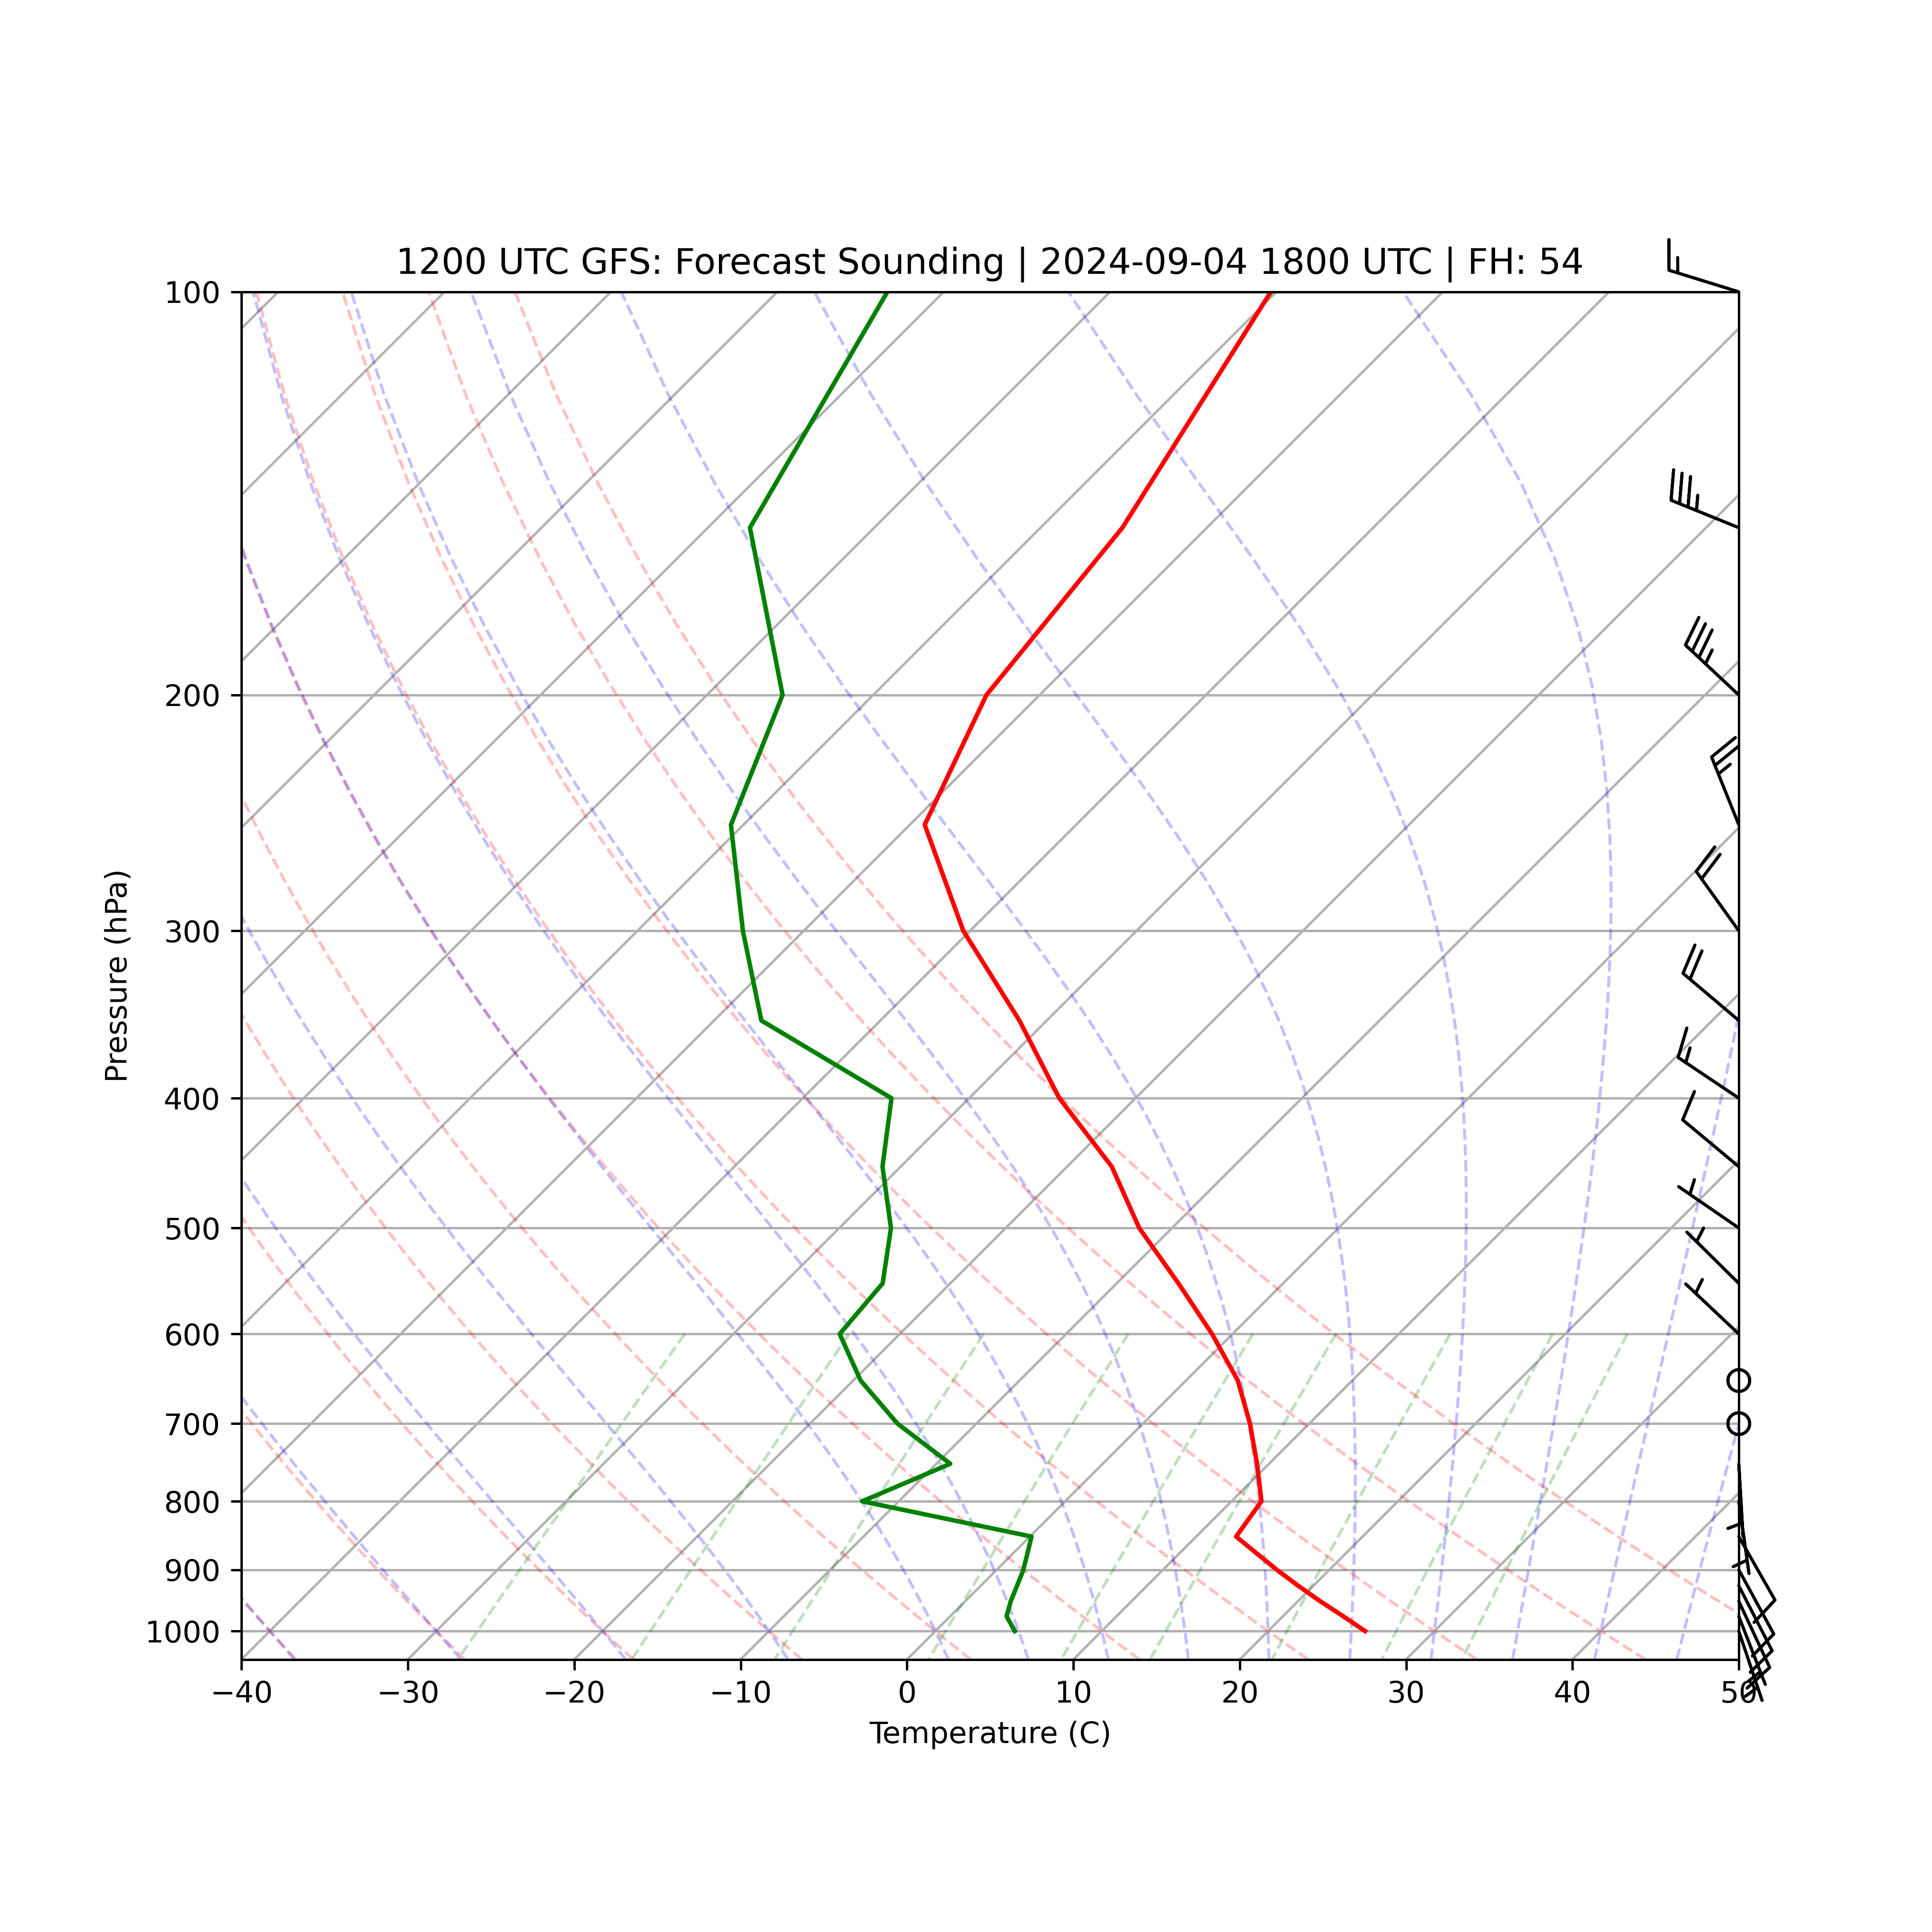 1200 UTC GFS: Forecast Sounding | 2024-09-04 1800 UTC | FH: 54
100
200
300
400
500
600
700
800
900
1000
Pressure (hPa)
−40 −30 −20 −10 0 10 20 30 40 50
Temperature (C)